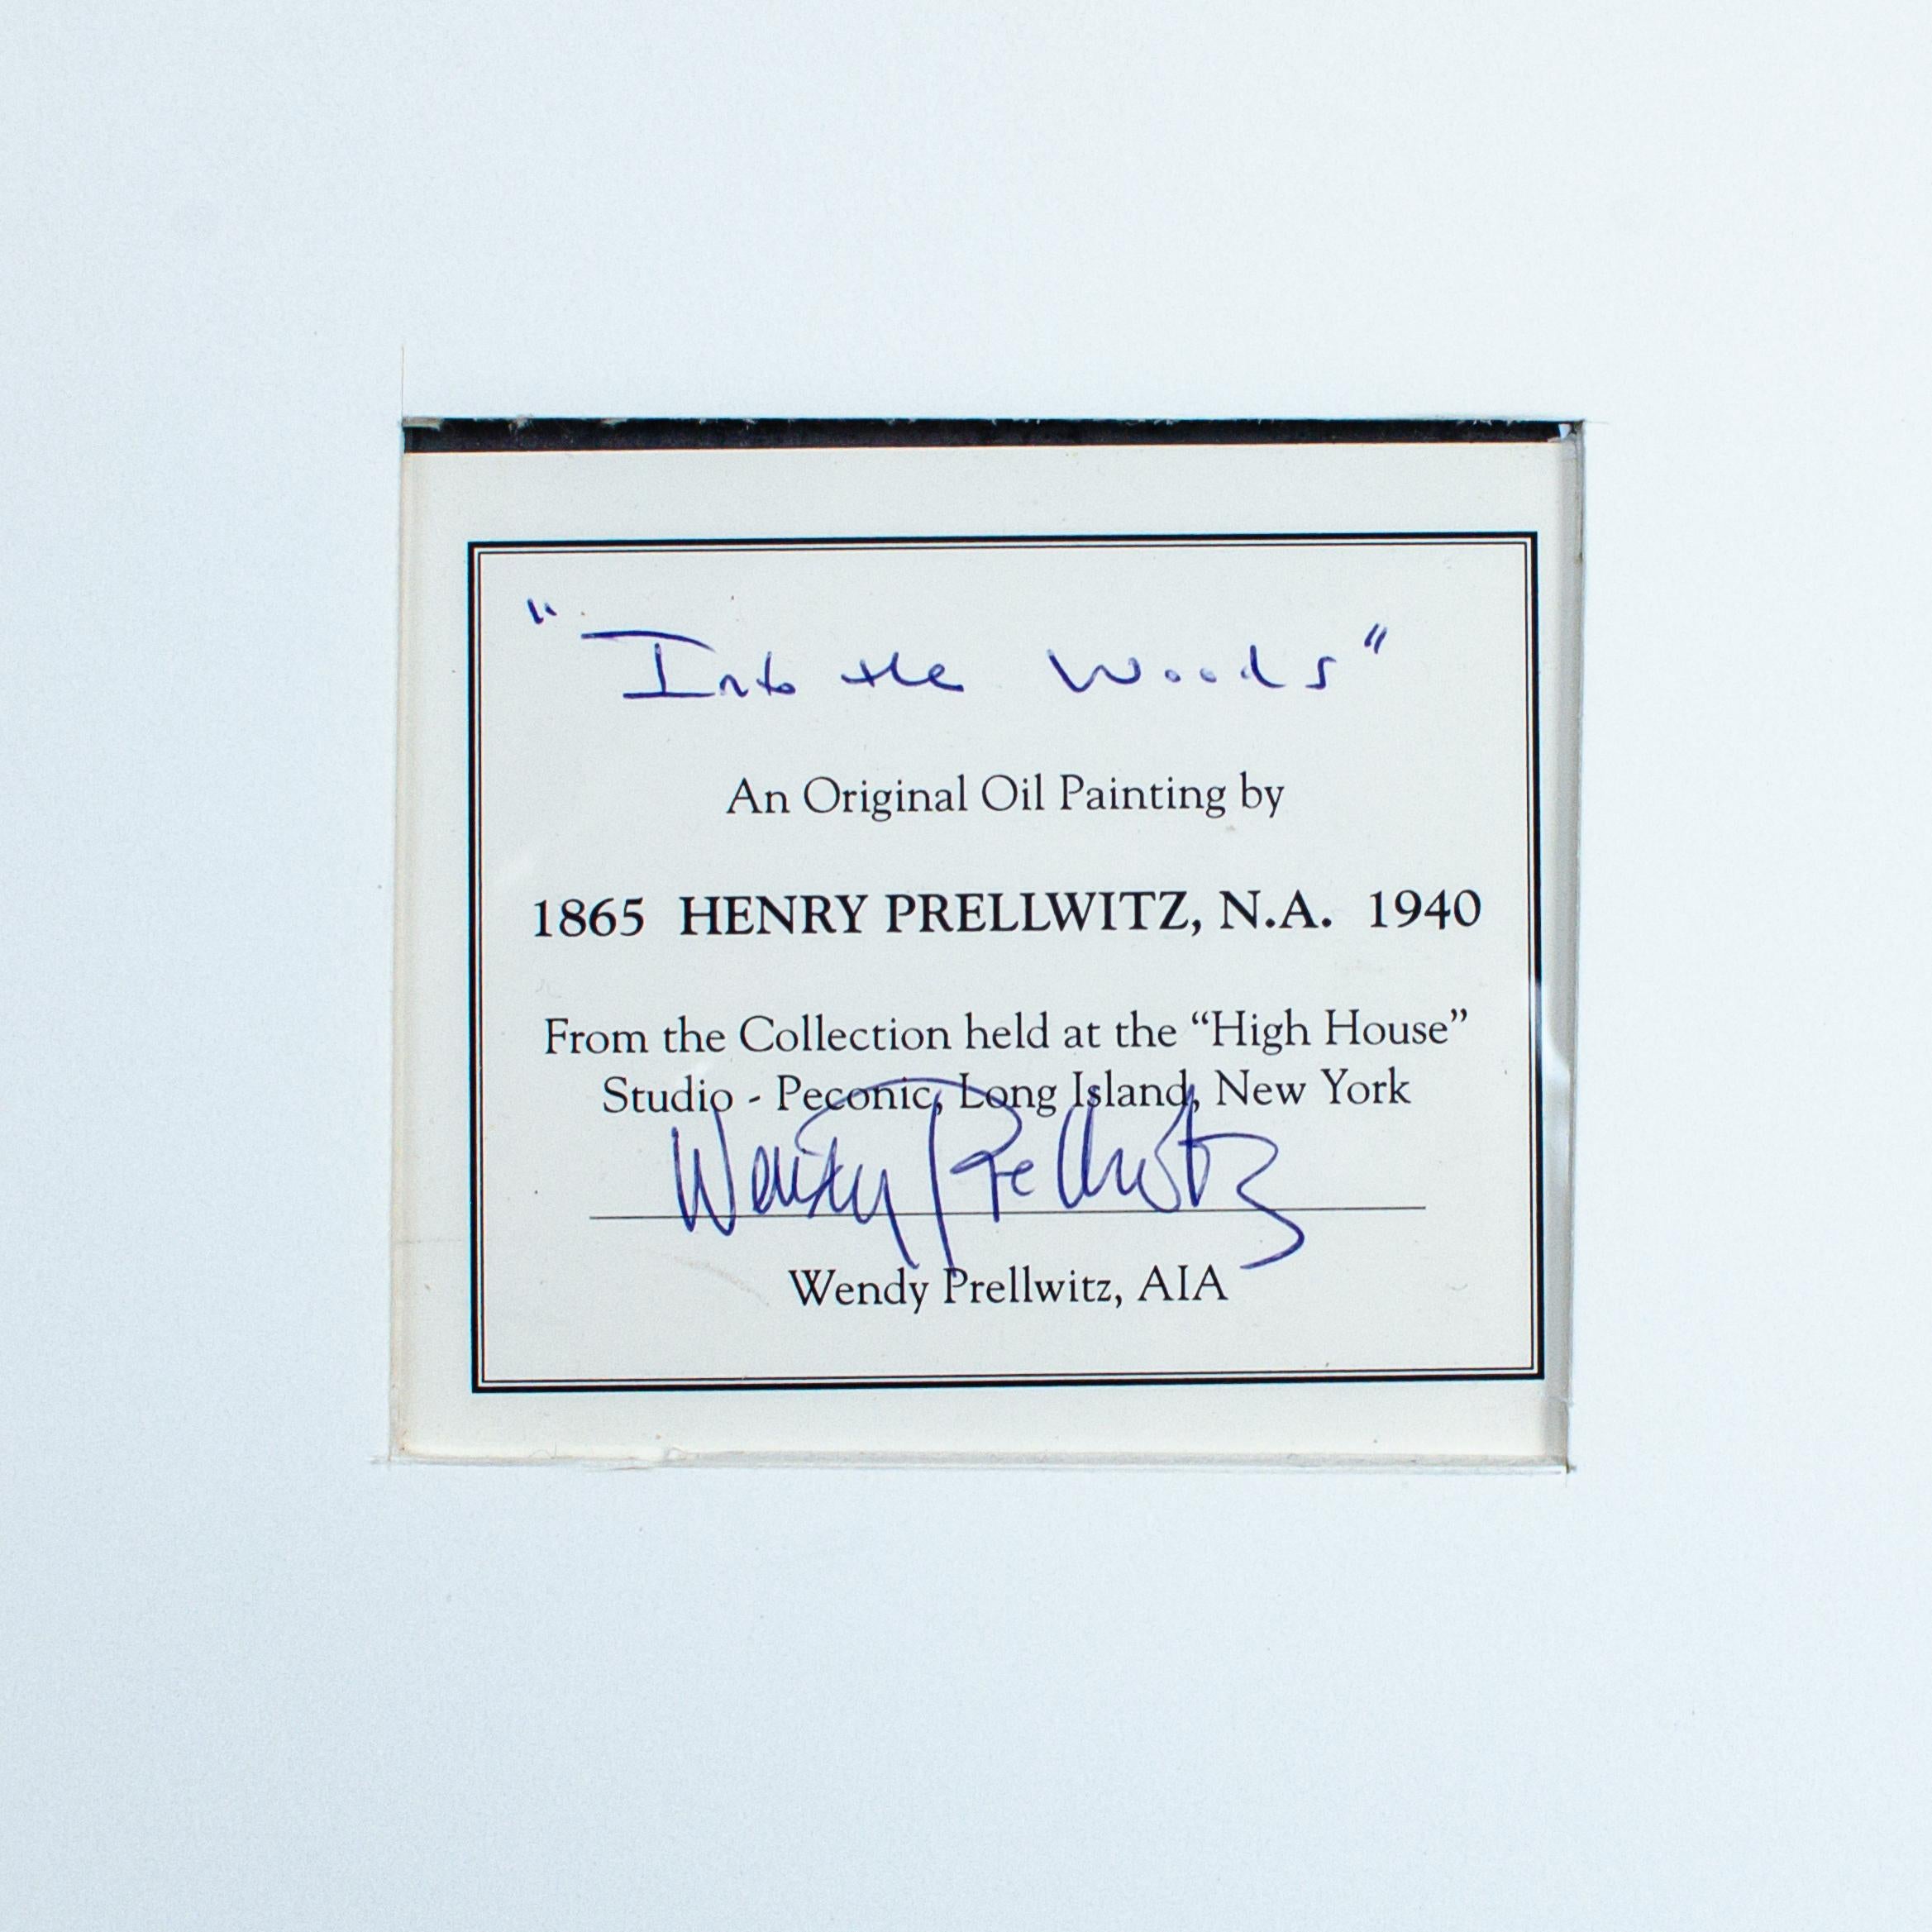 "Into the Woods"
An Original Oil Painting by
1865 HENRY PRELLWITZ, N.A. 1940
From the Collection held at the “High House”
Studio - Peconic, Long Island, New York
Wendy Prellwitz
Wendy Prellwitz, AIA